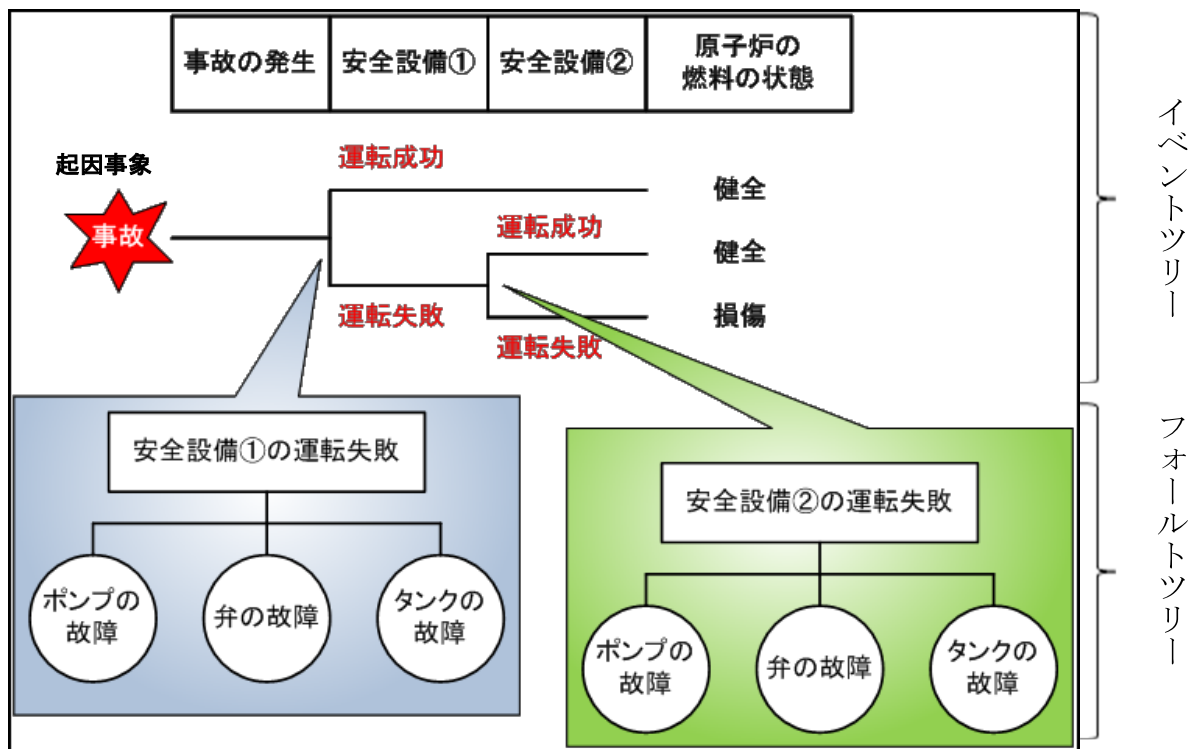 事故の発生
安全設備①
安全設備②
原子炉の
燃料の状態
起因事象
事故
運転成功
健全
運転成功
健全
運転失敗
損傷
運転失敗
イベントツリー
安全設備①の運転失敗
ポンプの
故障
弁の故障
タンクの
故障
安全設備②の運転失敗
ポンプの
故障
弁の故障
タンクの
故障
フォールトツリー